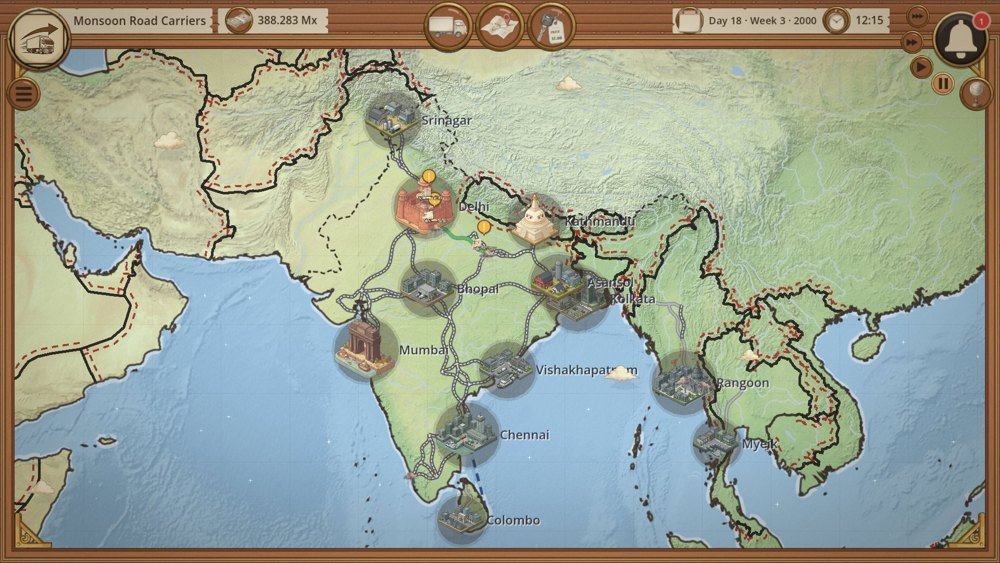 Monsoon Road Carriers
388.283 Mx
Day 18 · Week 3 · 2000
12:15
1
Srinagar
Delhi
Kathmandu
Bhopal
Asansol
Kolkata
Mumbai
Vishakhapatnam
Rangoon
Chennai
Myeik
Colombo